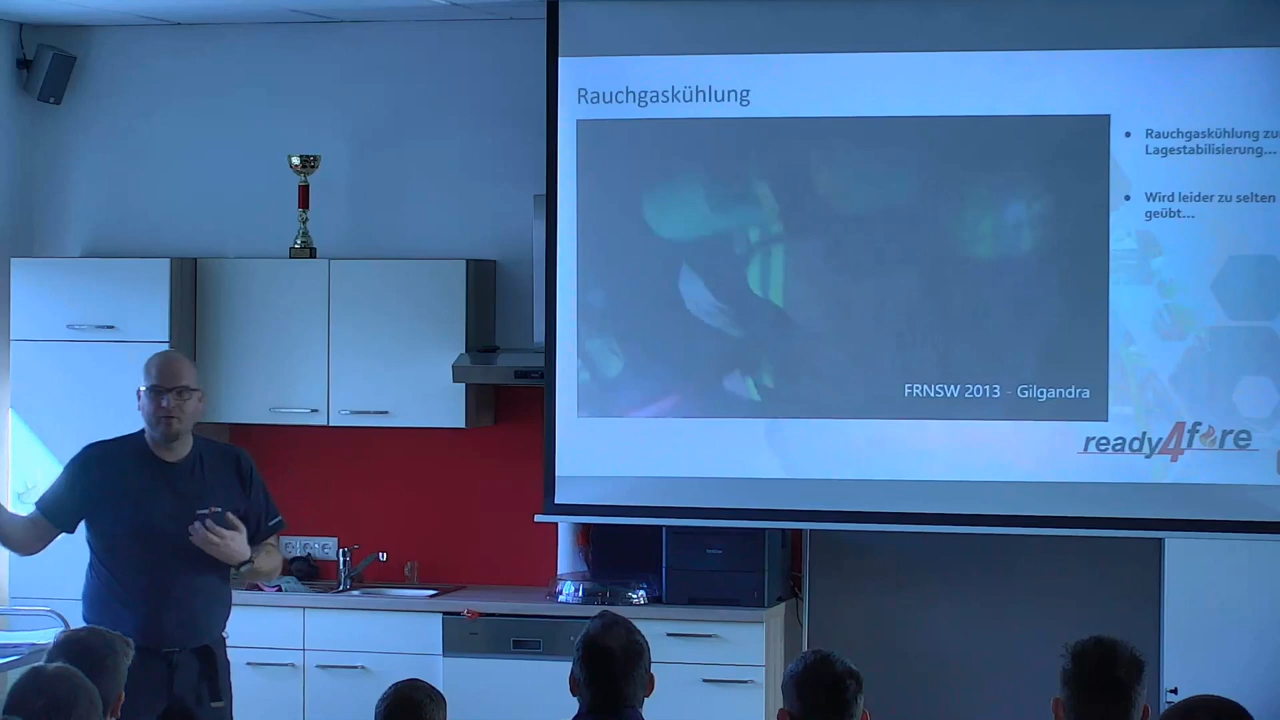 Rauchgaskühlung
• Rauchgaskühlung zu
Lagestabilisierung...
• Wird leider zu selten
geübt...
FRNSW 2013 - Gilgandra
ready4fire